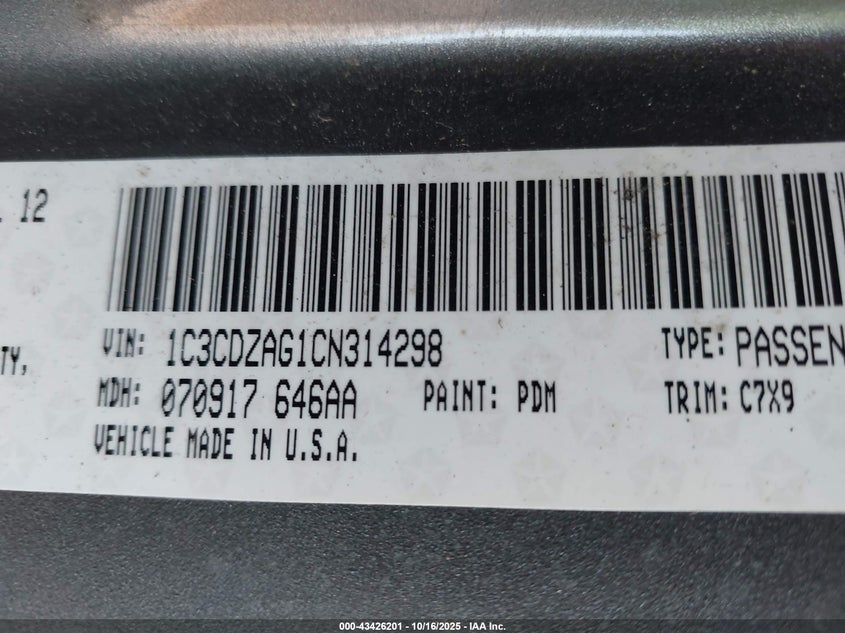 12
VIN: 1C3CDZAG1CN314298 TYPE: PASSEN
TY,
MDH: 070917 646AA PAINT: PDM TRIM: C7X9
VEHICLE MADE IN U.S.A.
000-43426201 - 10/16/2025 - IAA Inc.